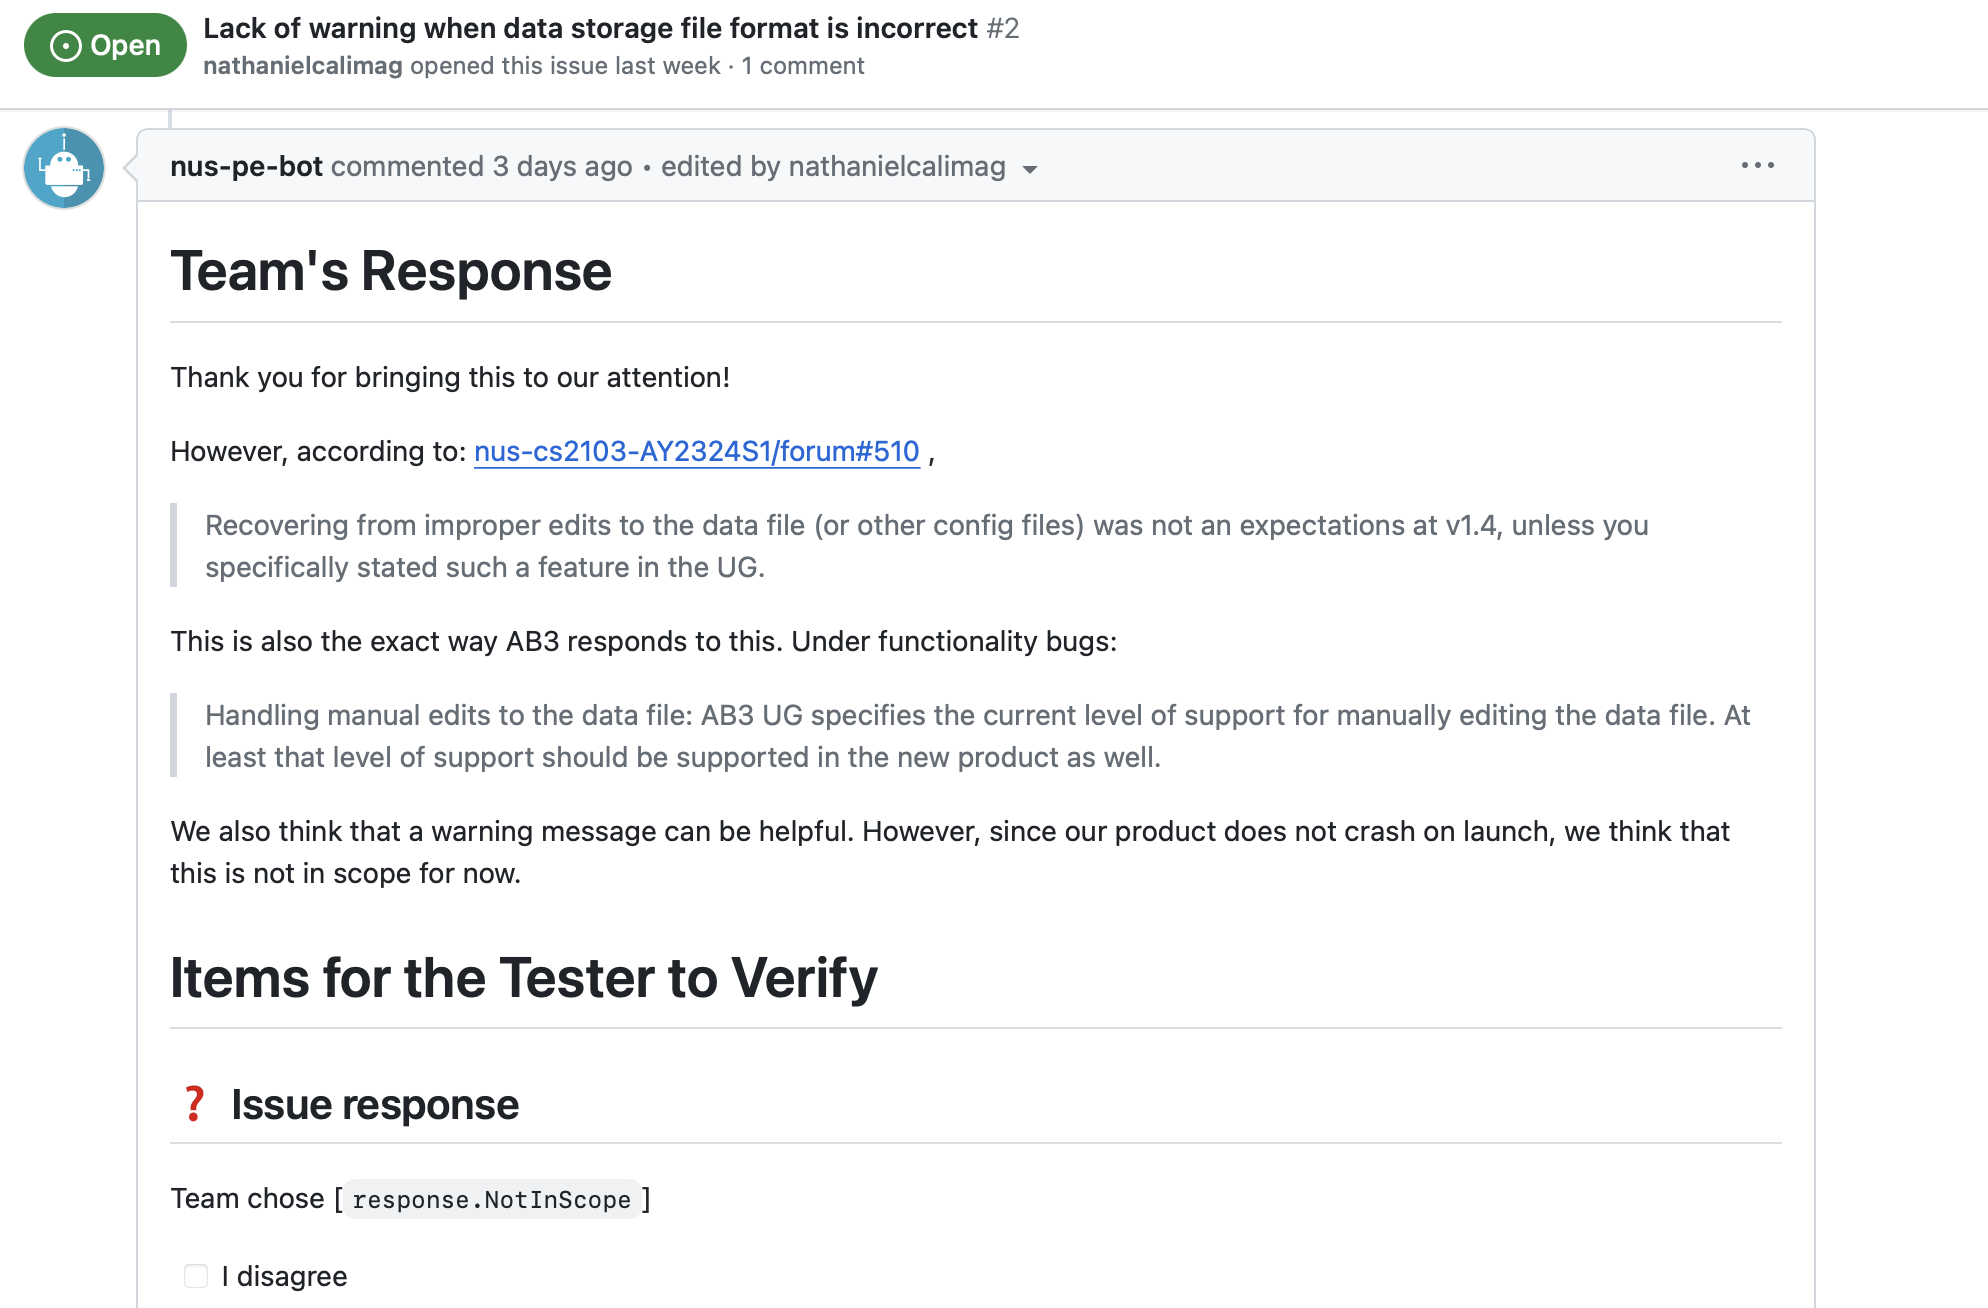 Open
Lack of warning when data storage file format is incorrect #2
nathanielcalimag opened this issue last week · 1 comment
nus-pe-bot commented 3 days ago • edited by nathanielcalimag
Team's Response
Thank you for bringing this to our attention!
However, according to: nus-cs2103-AY2324S1/forum#510 ,
Recovering from improper edits to the data file (or other config files) was not an expectations at v1.4, unless you
specifically stated such a feature in the UG.
This is also the exact way AB3 responds to this. Under functionality bugs:
Handling manual edits to the data file: AB3 UG specifies the current level of support for manually editing the data file. At
least that level of support should be supported in the new product as well.
We also think that a warning message can be helpful. However, since our product does not crash on launch, we think that
this is not in scope for now.
Items for the Tester to Verify
❓ Issue response
Team chose [response.NotInScope]
I disagree